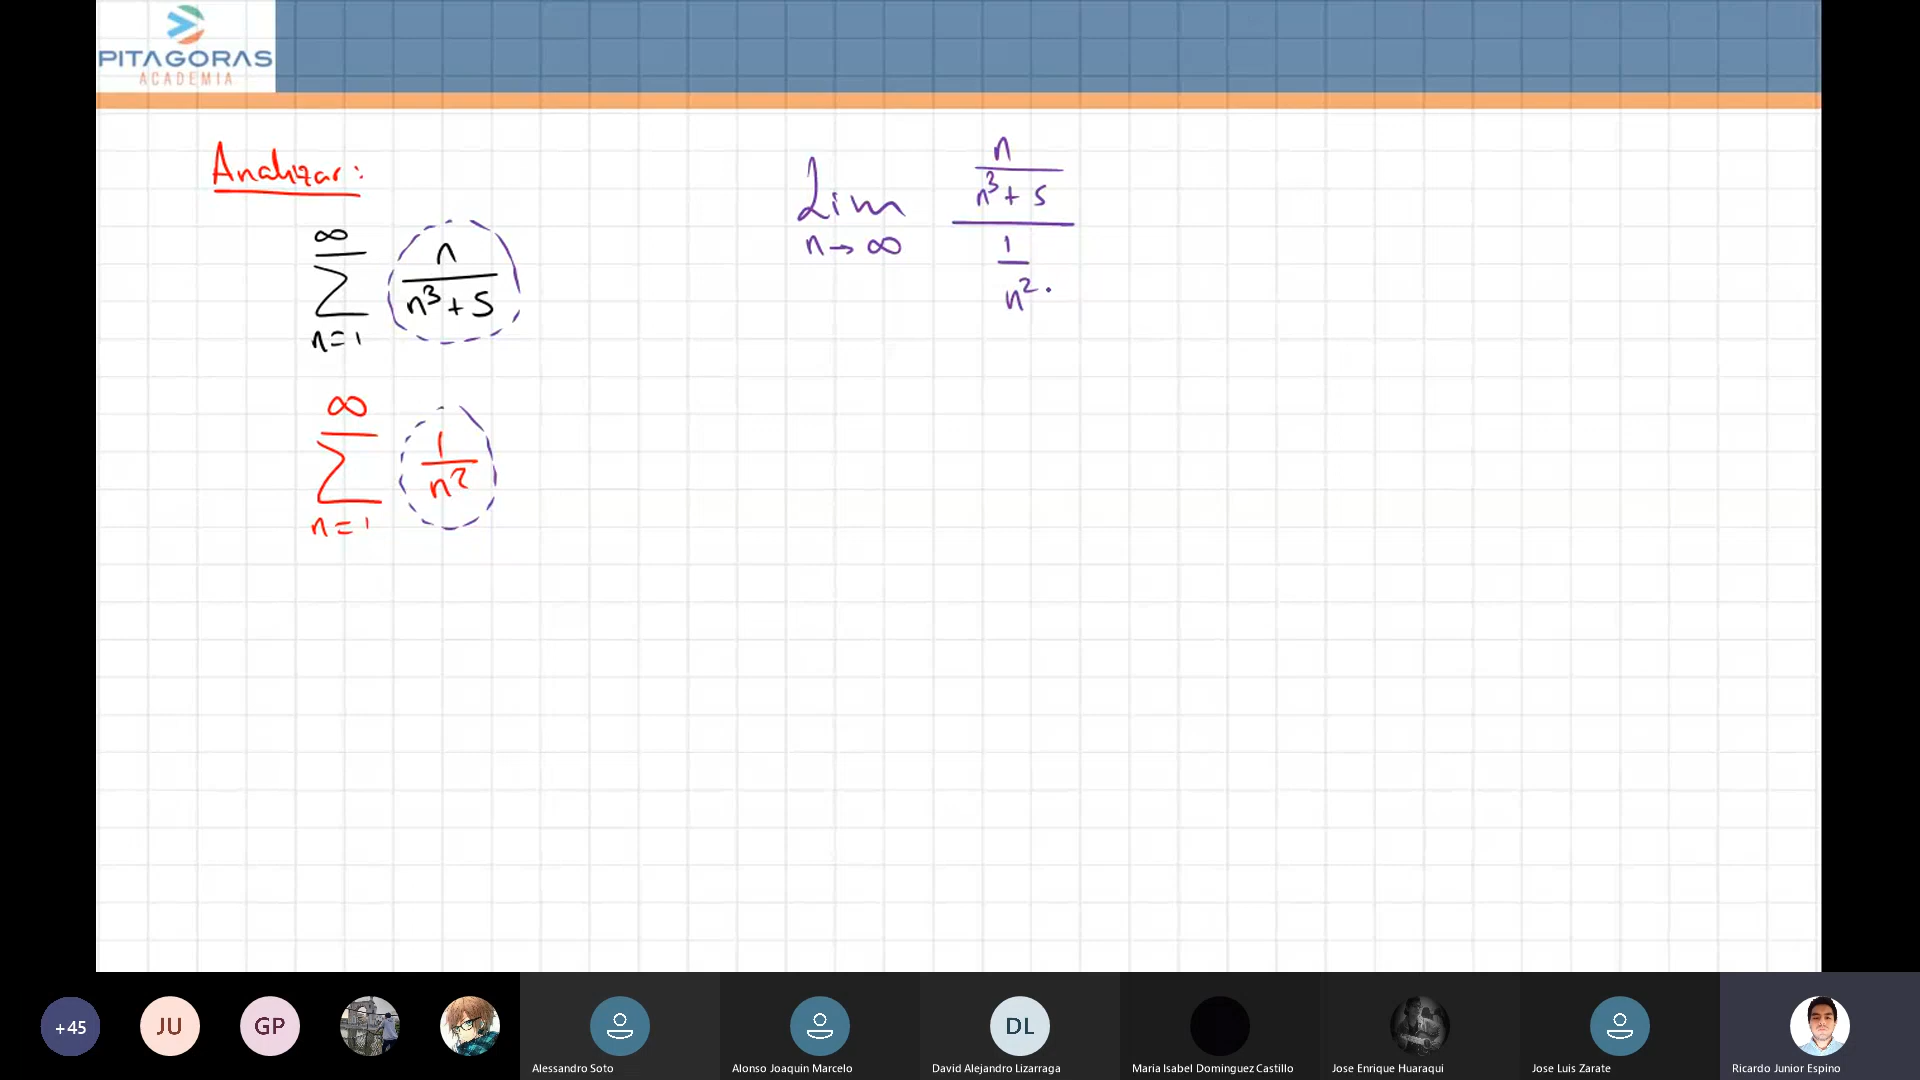 PITAGORAS
ACADEMIA
Analizar:
∞
Σ n/(n³+5)
n=1
∞
Σ 1/n²
n=1
Lim (n/(n³+5))/(1/n²)
n→∞
+45
JU
GP
DL
Alessandro Soto
Alonso Joaquin Marcelo
David Alejandro Lizarraga
Maria Isabel Dominguez Castillo
Jose Enrique Huaraqui
Jose Luis Zarate
Ricardo Junior Espino